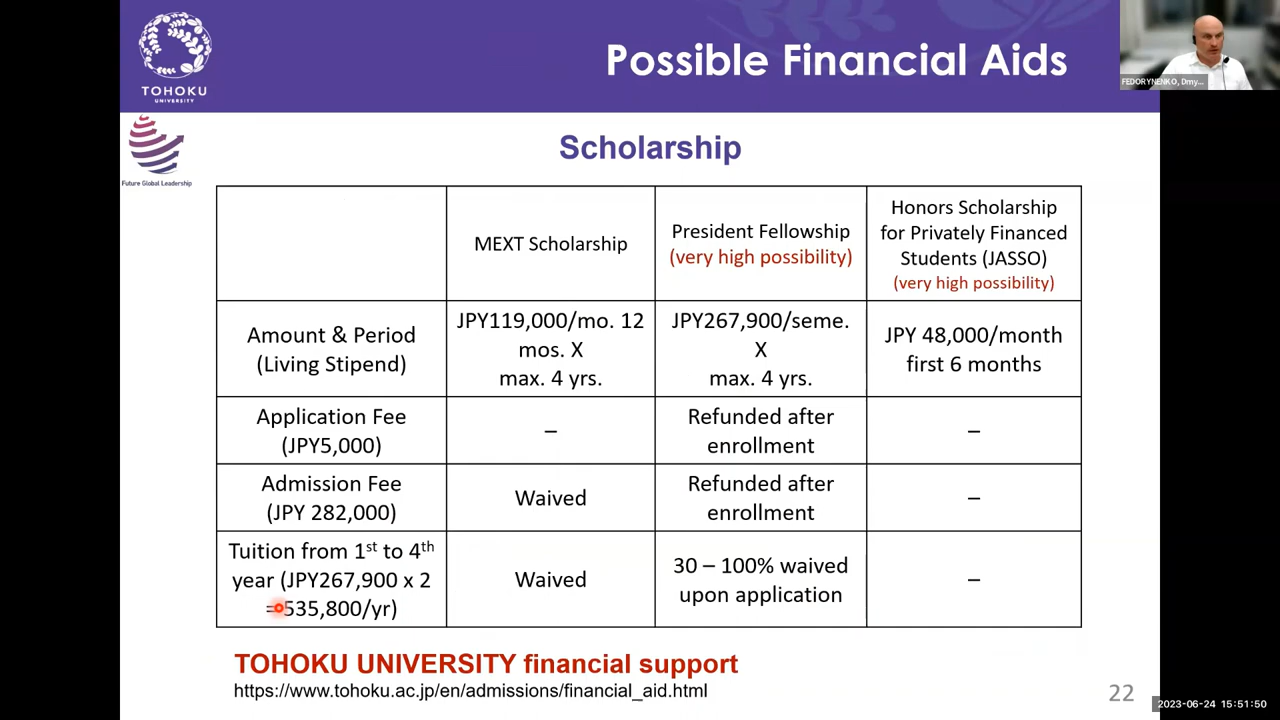 TOHOKU
UNIVERSITY
Possible Financial Aids
FEDORYNENKO, Dmy...
Future Global Leadership
Scholarship
MEXT Scholarship
President Fellowship
(very high possibility)
Honors Scholarship
for Privately Financed
Students (JASSO)
(very high possibility)
Amount & Period
(Living Stipend)
JPY119,000/mo. 12
mos. X
max. 4 yrs.
JPY267,900/seme.
X
max. 4 yrs.
JPY 48,000/month
first 6 months
Application Fee
(JPY5,000)
–
Refunded after
enrollment
–
Admission Fee
(JPY 282,000)
Waived
Refunded after
enrollment
–
Tuition from 1st to 4th
year (JPY267,900 x 2
=535,800/yr)
Waived
30 – 100% waived
upon application
–
TOHOKU UNIVERSITY financial support
https://www.tohoku.ac.jp/en/admissions/financial_aid.html
22
2023-06-24 15:51:50